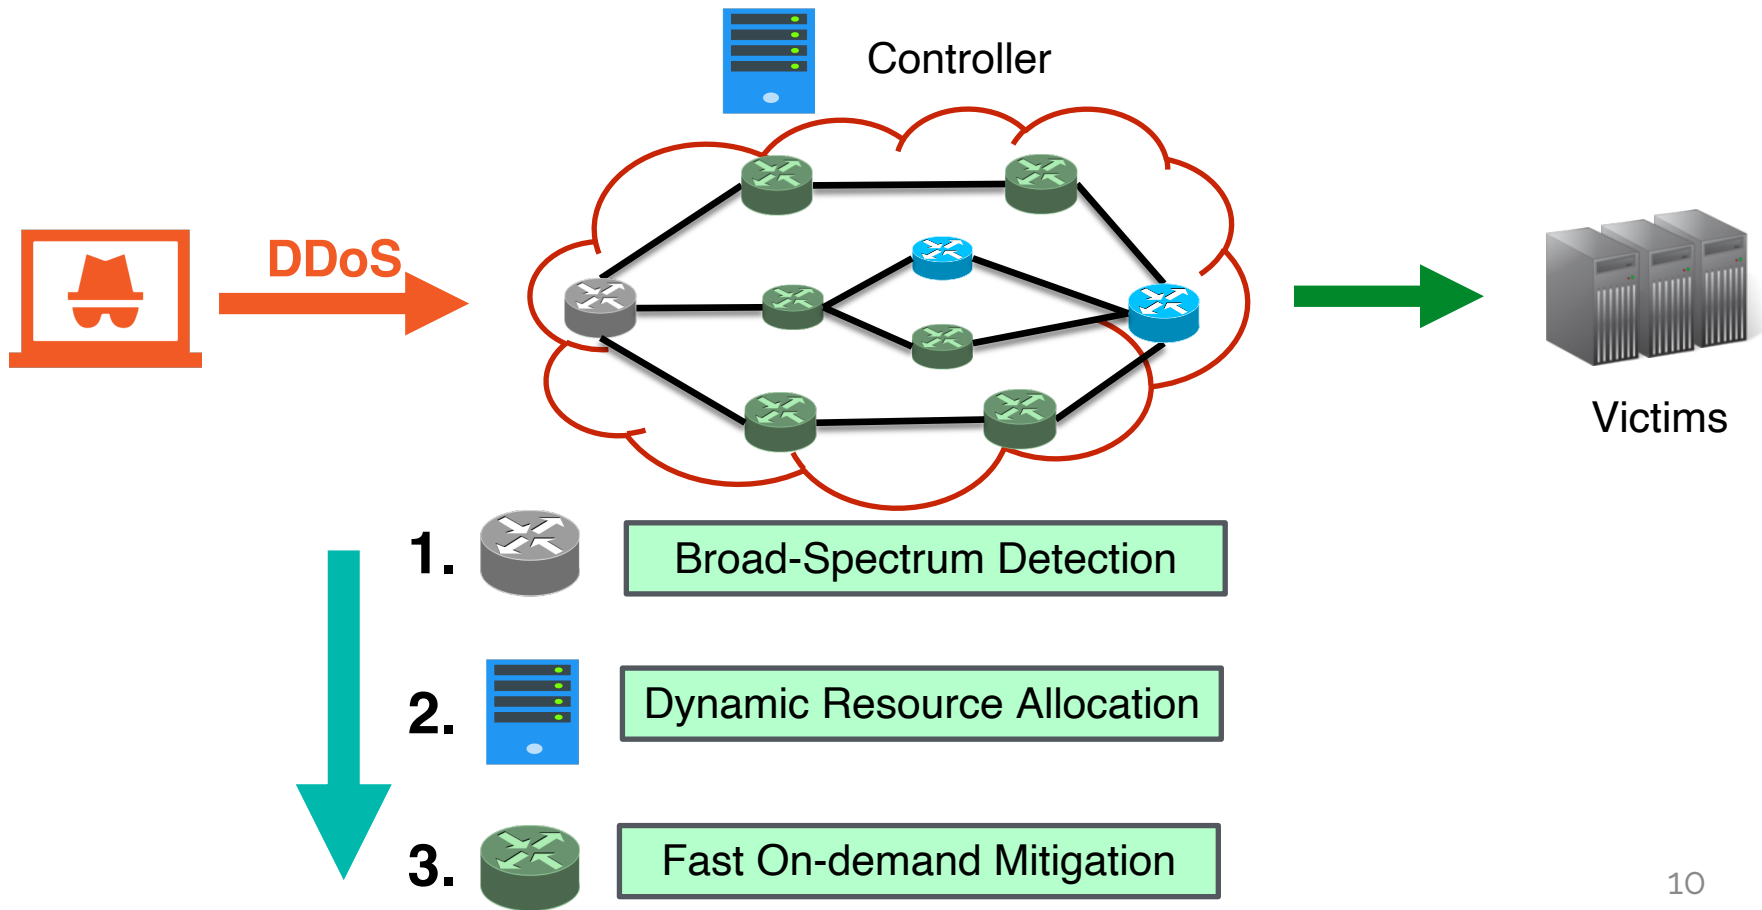 Controller
DDoS
Victims
1. Broad-Spectrum Detection
2. Dynamic Resource Allocation
3. Fast On-demand Mitigation
10